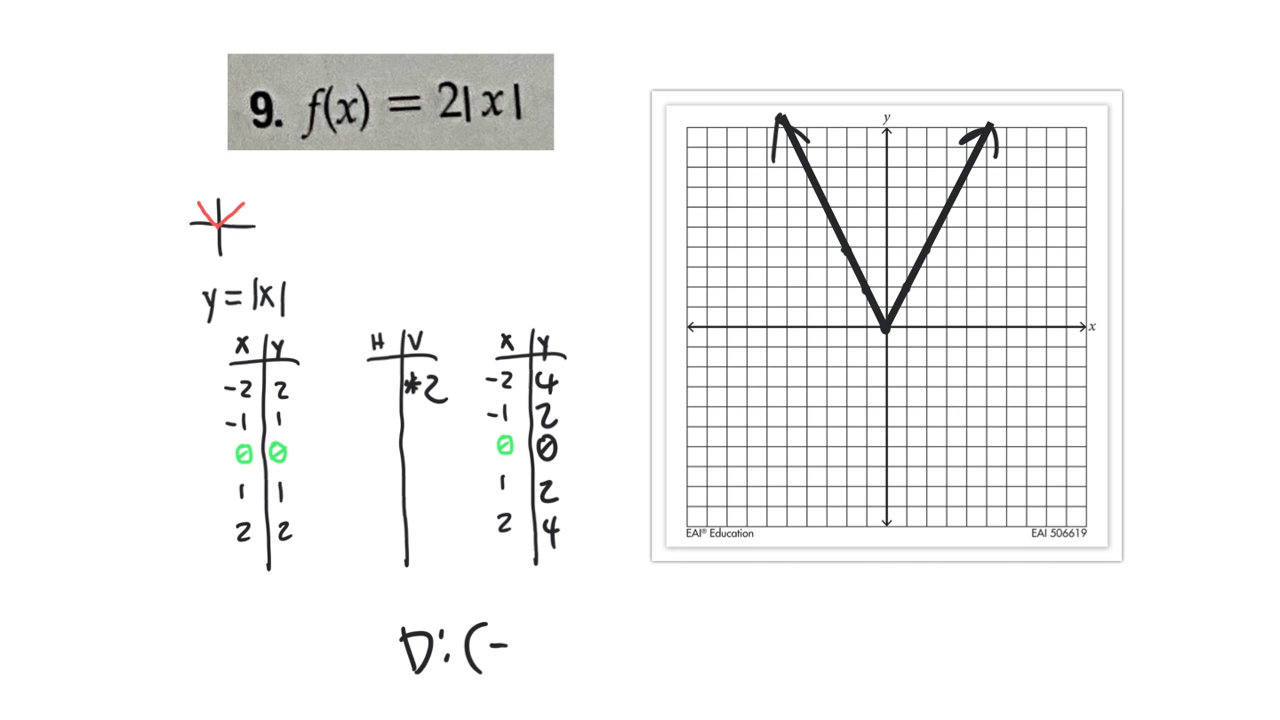 9. f(x) = 2|x|
y = |x|
x y
-2 2
-1 1
0 0
1 1
2 2
H V
*2
x y
-2 4
-1 2
0 0
1 2
2 4
y
x
EAI® Education EAI 506619
D: (-